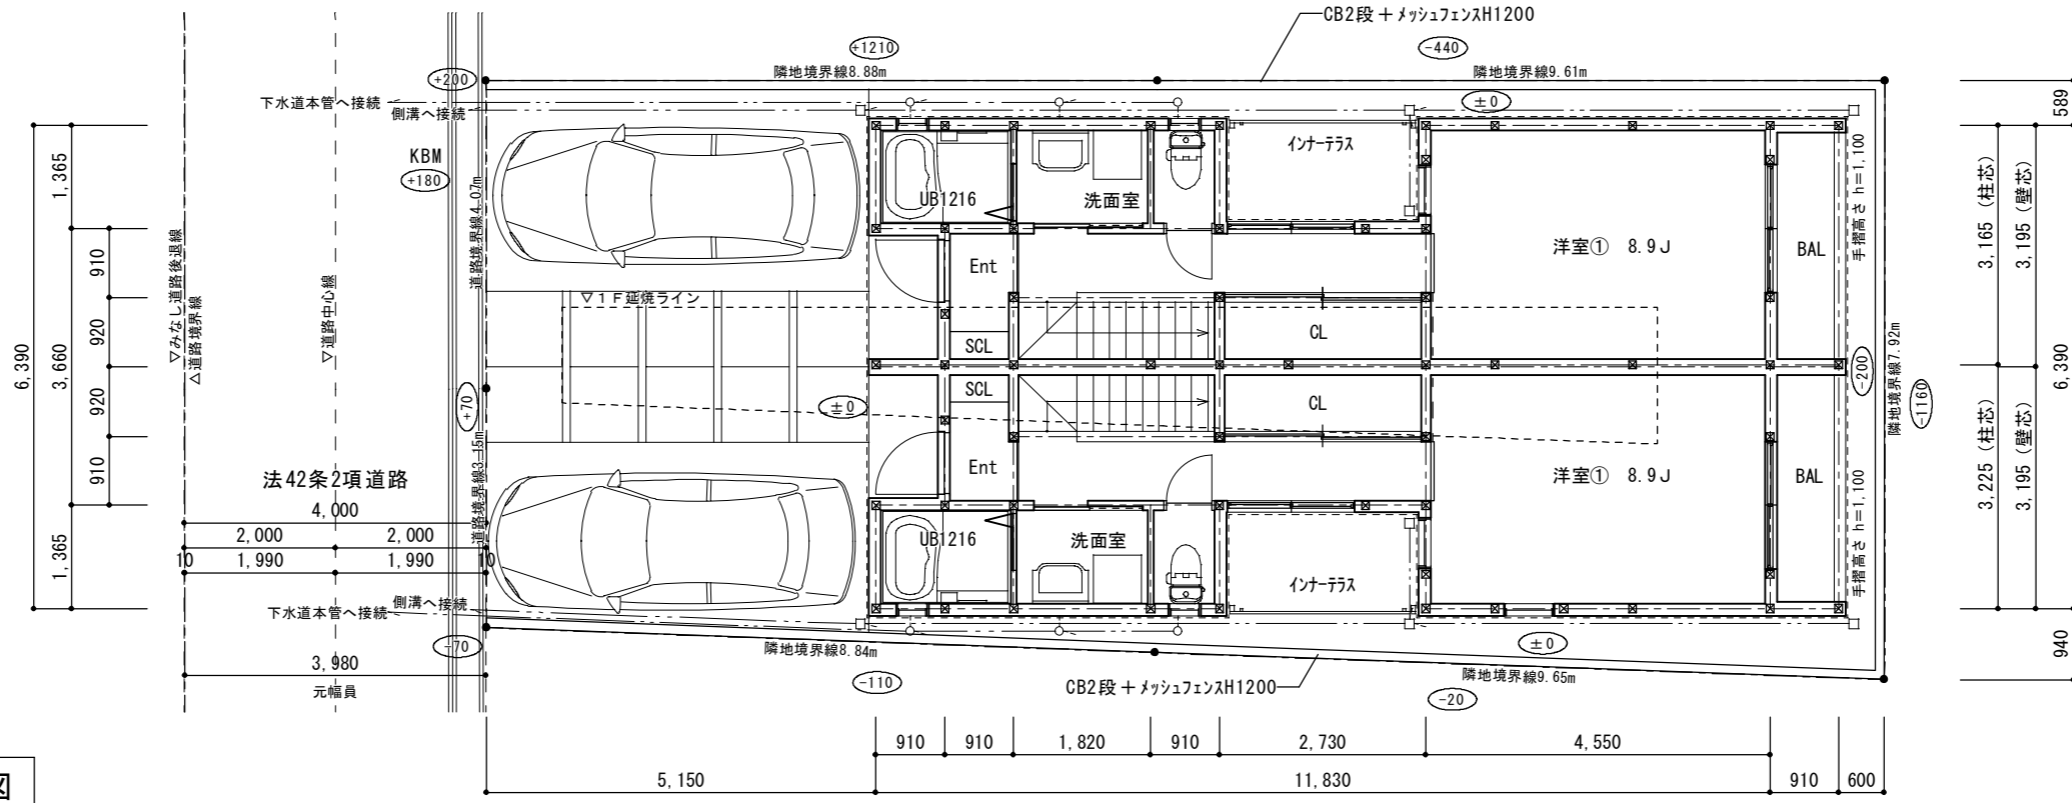 CB2段＋メッシュフェンスH1200
+1210
-440
隣地境界線8.88m
隣地境界線9.61m
+200
下水道本管へ接続
側溝へ接続
±0
589
KBM
+180
1,365
910
920
920
910
1,365
3,660
6,390
▽みなし道路後退線
△道路境界線
▽道路中心線
道路境界線4.07m
道路境界線3.15m
UB1216
洗面室
インナーテラス
Ent
SCL
CL
洋室① 8.9J
BAL
手摺高さ h=1,100
▽1F延焼ライン
±0
+70
SCL
CL
Ent
UB1216
洗面室
インナーテラス
洋室① 8.9J
BAL
手摺高さ h=1,100
隣地境界線7.92m
-200
-1160
3,165 (柱芯)
3,195 (壁芯)
3,225 (柱芯)
3,195 (壁芯)
6,390
940
法42条2項道路
4,000
2,000
2,000
10
1,990
1,990
10
側溝へ接続
下水道本管へ接続
-70
3,980
元幅員
隣地境界線8.84m
-110
CB2段＋メッシュフェンスH1200
±0
隣地境界線9.65m
-20
910
910
1,820
910
2,730
4,550
5,150
11,830
910
600